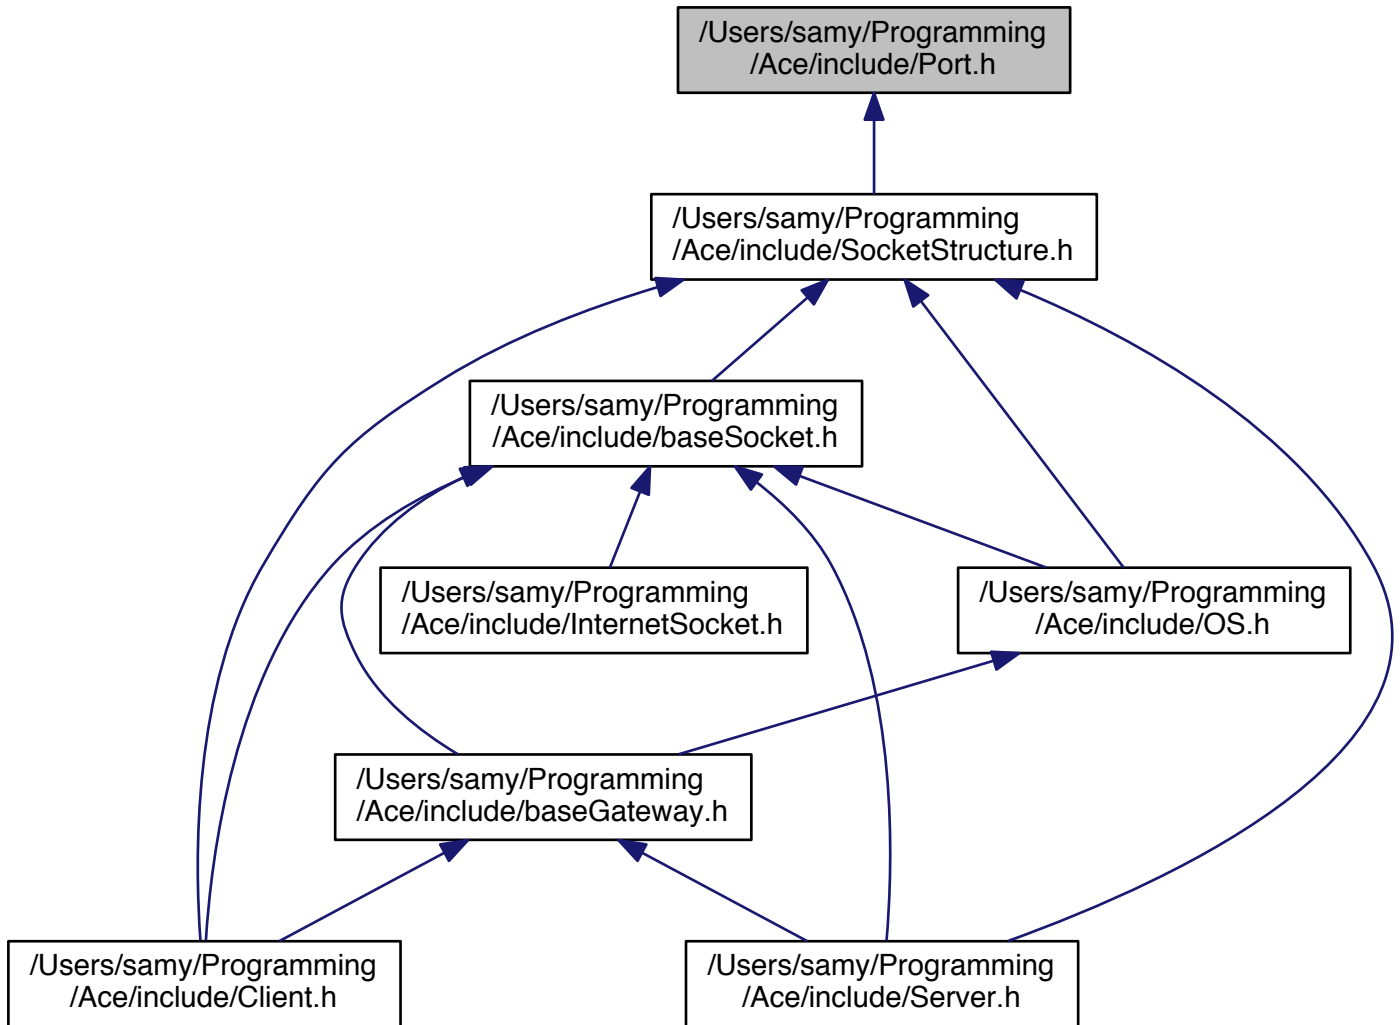 /Users/samy/Programming
/Ace/include/Port.h
/Users/samy/Programming
/Ace/include/SocketStructure.h
/Users/samy/Programming
/Ace/include/baseSocket.h
/Users/samy/Programming
/Ace/include/InternetSocket.h
/Users/samy/Programming
/Ace/include/OS.h
/Users/samy/Programming
/Ace/include/baseGateway.h
/Users/samy/Programming
/Ace/include/Client.h
/Users/samy/Programming
/Ace/include/Server.h